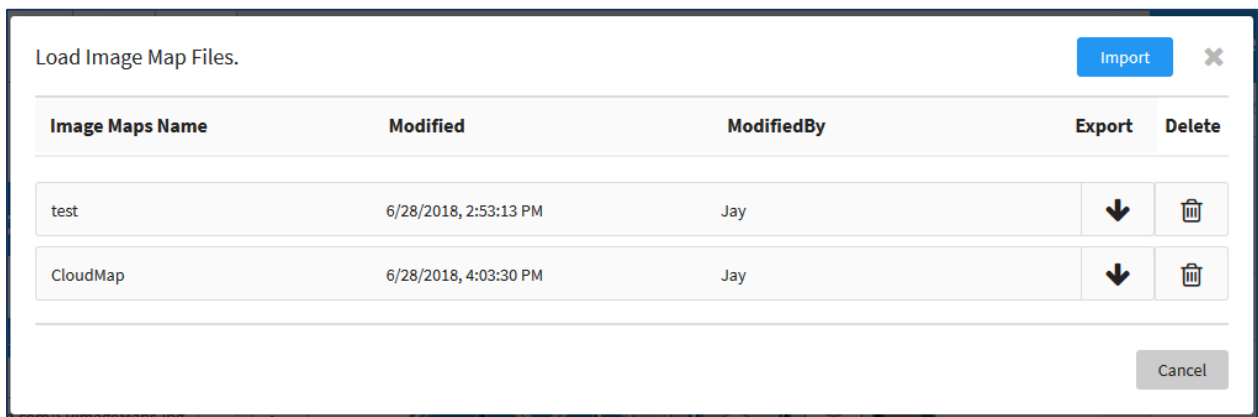 Load Image Map Files. Import
Image Maps Name Modified ModifiedBy Export Delete
test 6/28/2018, 2:53:13 PM Jay
CloudMap 6/28/2018, 4:03:30 PM Jay
Cancel